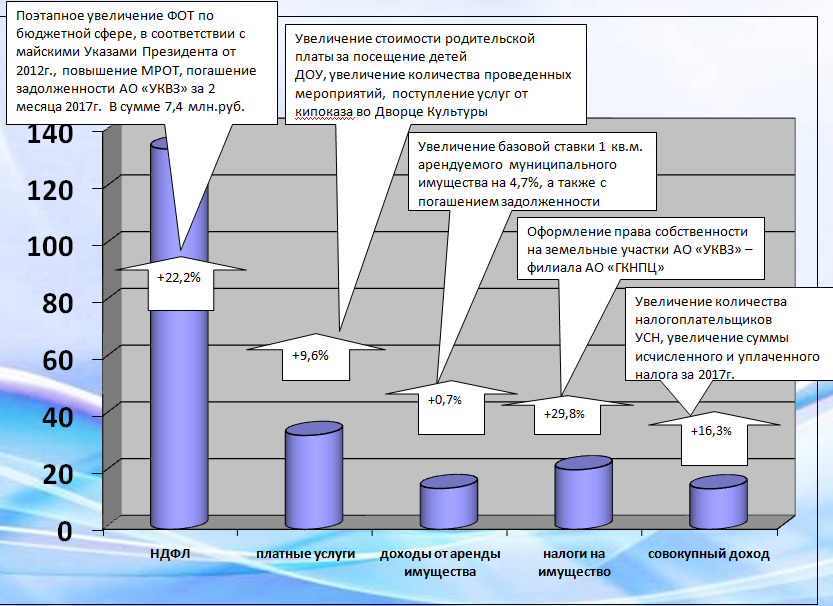 Поэтапное увеличение ФОТ по
бюджетной сфере, в соответствии с
майскими Указами Президента от
2012г., повышение МРОТ, погашение
задолженности АО «УКВЗ» за 2
месяца 2017г.  В сумме 7,4 млн.руб.
Увеличение стоимости родительской
платы за посещение детей
ДОУ, увеличение количества проведенных
мероприятий,  поступление услуг от
кипоказа во Дворце Культуры
Увеличение базовой ставки 1 кв.м.
арендуемого муниципального
имущества на 4,7%, а также с
погашением задолженности
Оформление права собственности
на земельные участки АО «УКВЗ» –
филиала АО «ГКНПЦ»
Увеличение количества
налогоплательщиков
УСН, увеличение суммы
исчисленного и уплаченного
налога за 2017г.
140
120
100
80
60
40
20
0
+22,2%
+9,6%
+0,7%
+29,8%
+16,3%
НДФЛ
платные услуги
доходы от аренды
имущества
налоги на
имущество
совокупный доход